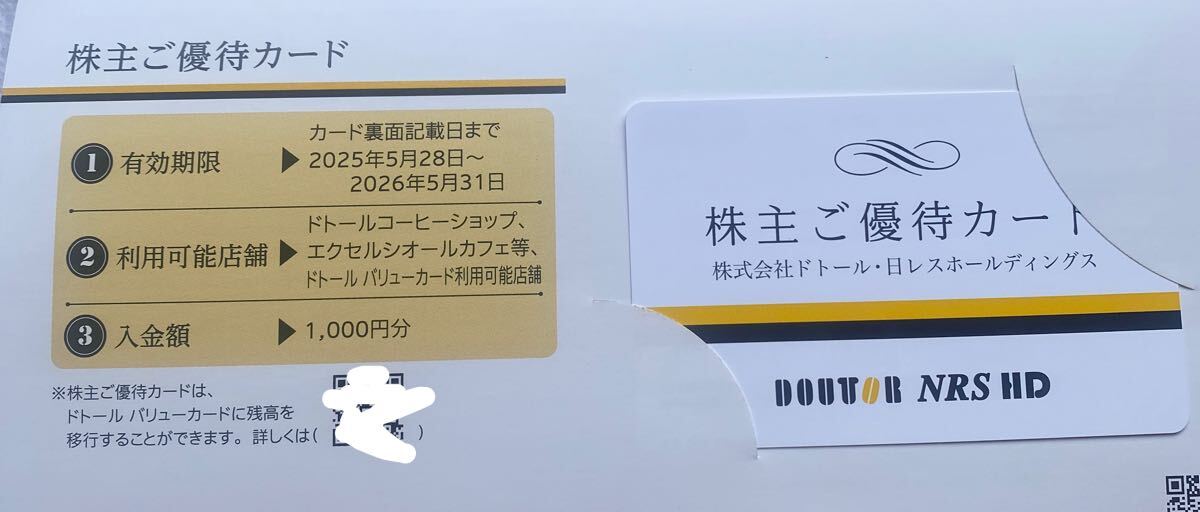 株主ご優待カード
1 有効期限
カード裏面記載日まで
2025年5月28日～
2026年5月31日
2 利用可能店舗
ドトールコーヒーショップ、
エクセルシオールカフェ等、
ドトール バリューカード利用可能店舗
3 入金額
1,000円分
※株主ご優待カードは、
ドトール バリューカードに残高を
移行することができます。詳しくは( )
株主ご優待カード
株式会社ドトール・日レスホールディングス
DOUTOR NRS HD